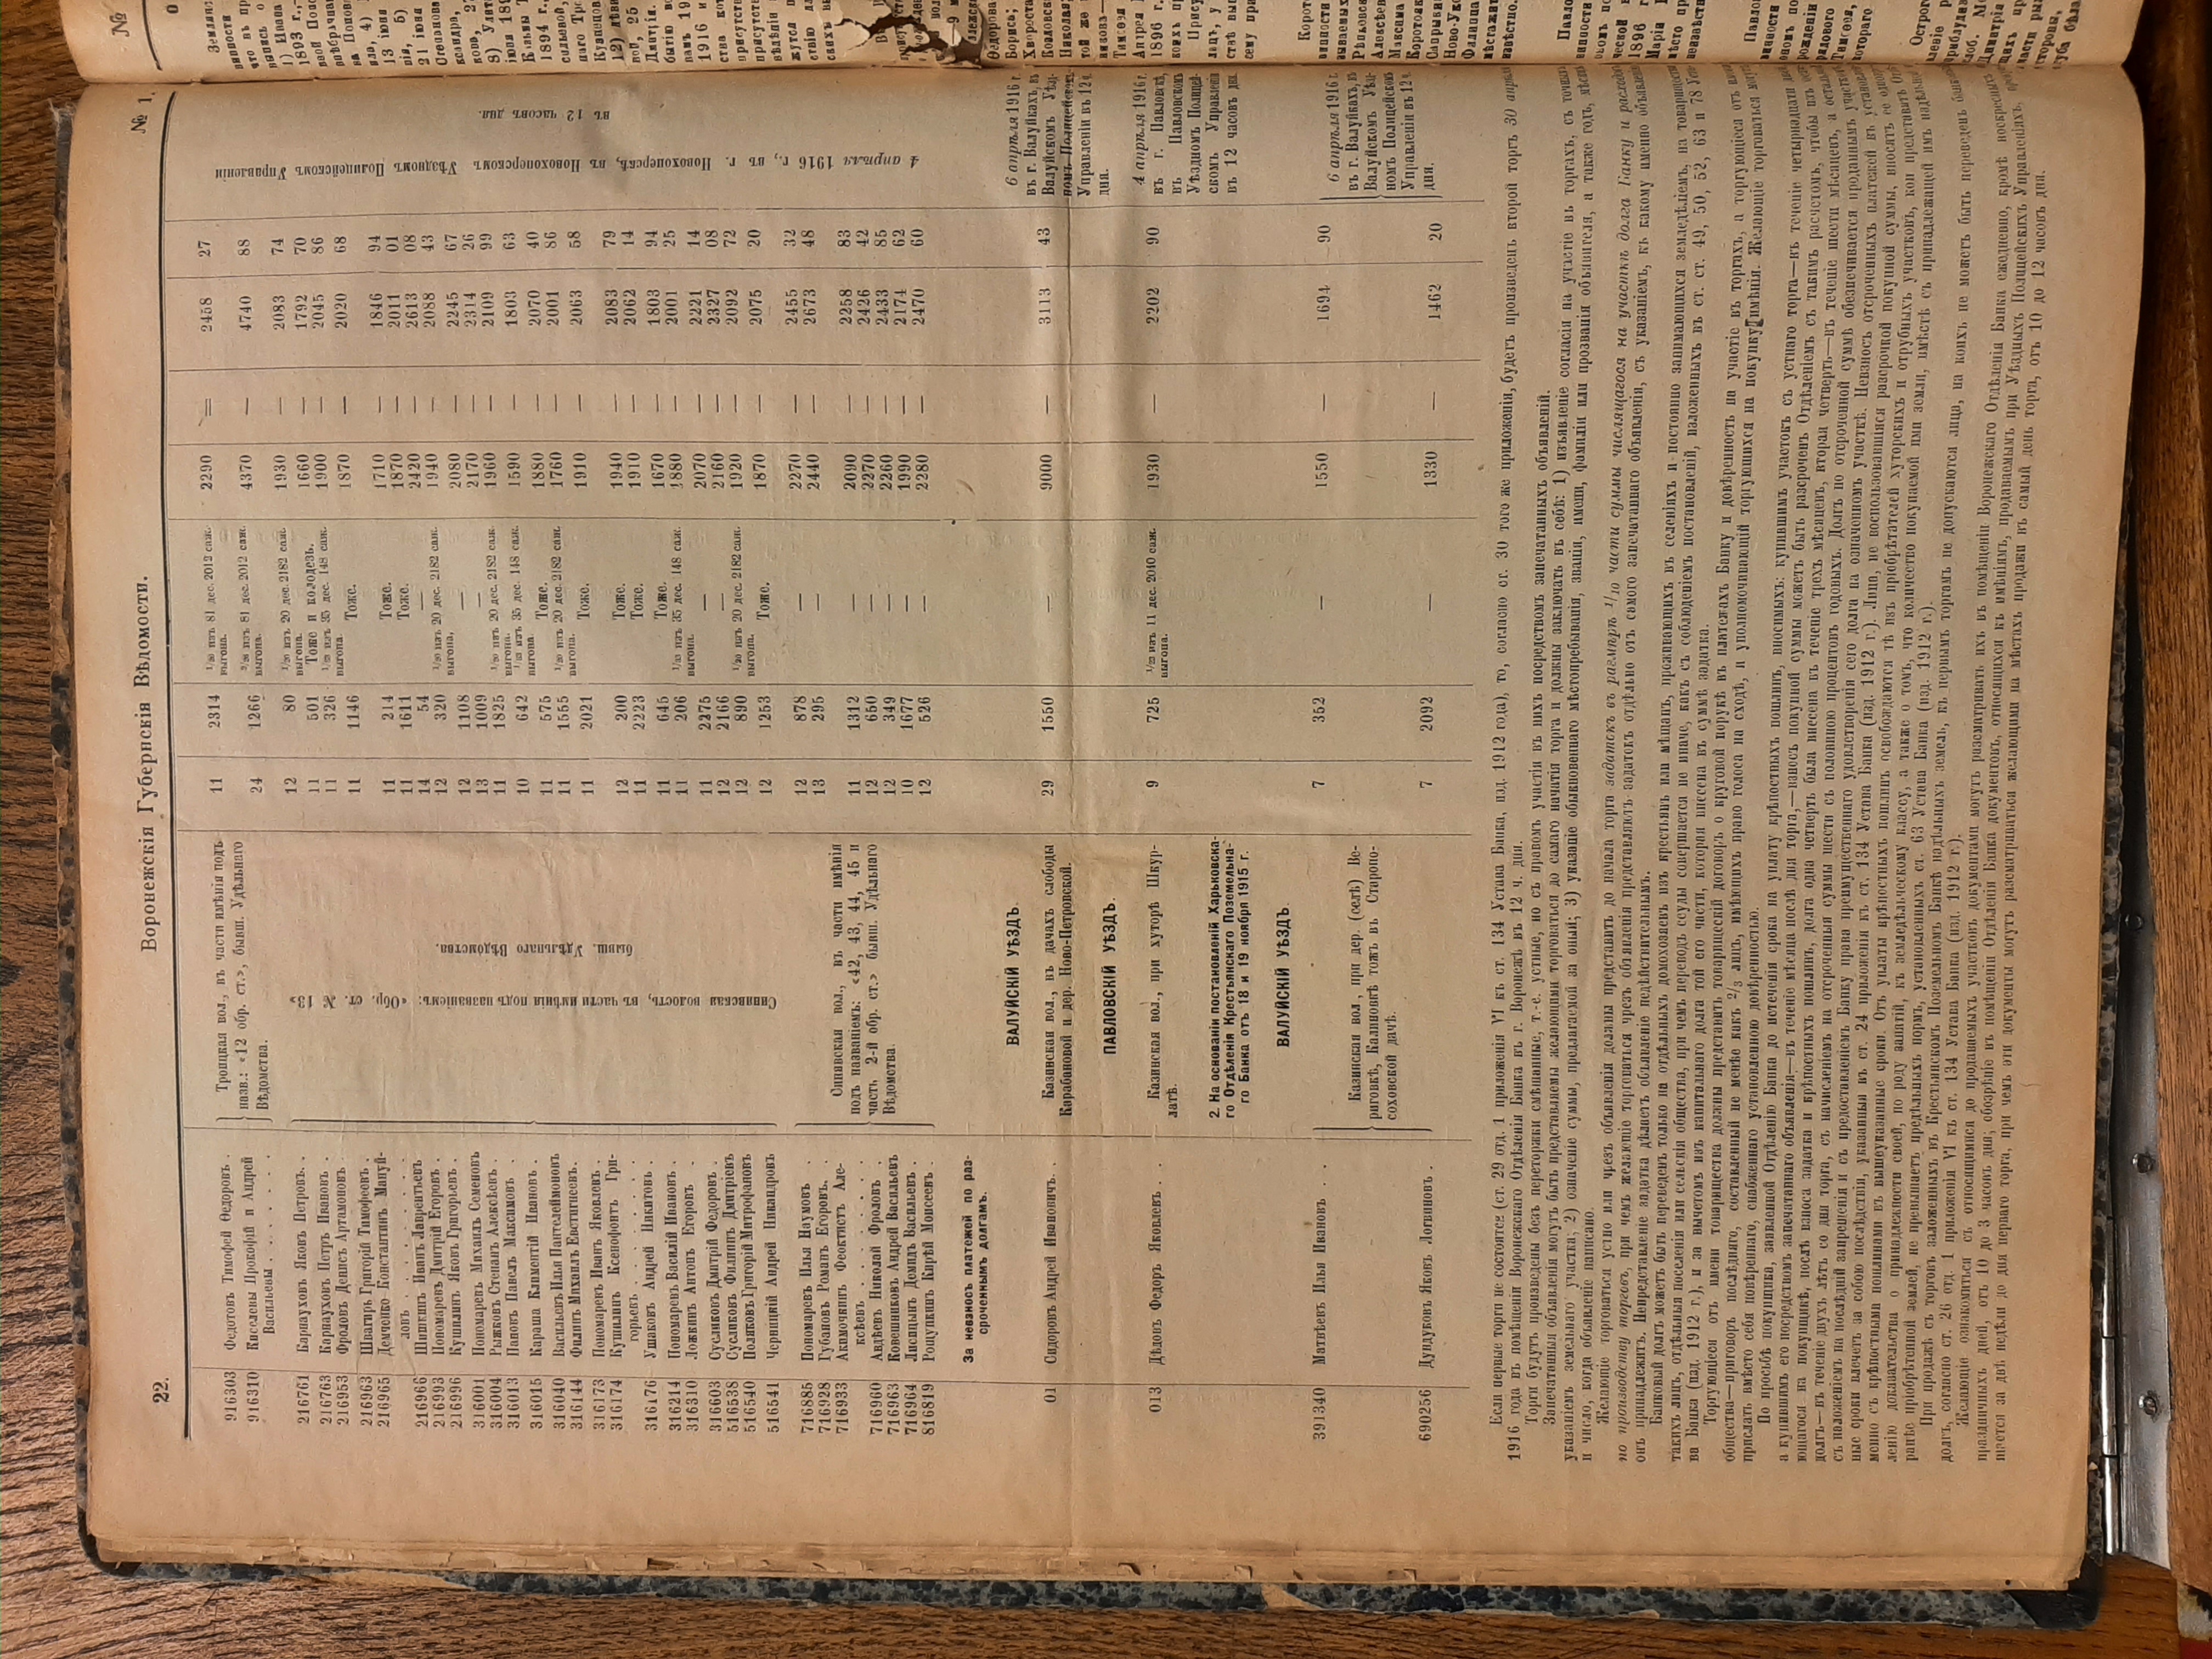 22.
Воронежскія Губернскія Вѣдомости.
№ 1.
916303 Федотовъ Тимофей Ѳедоровъ . Троицкая вол., въ части имѣнія подъ 11 2314 1/20 изъ 81 дес. 2012 саж. 2290 — 2458 27
выгона.
916310 Киселевы Прокофій и Андрей назв.: «12 обр. ст.», бывш. Удѣльнаго 24 1266 изъ 81 дес. 2012 саж. 4370 — 4740 88
Васильевы . . . . . . . Вѣдомства. выгона.
216761 Карнауховъ Яковъ Петровъ. . 12 80 1/20 изъ 20 дес. 2182 саж. 1930 — 2083 74
выгона.
216763 Карнауховъ Петръ Ивановъ . 11 501 Тоже и колодезь. 1660 — 1792 70
216953 Фроловъ Денисъ Артамоновъ 11 326 изъ 35 дес. 148 саж. 1900 — 2045 86
выгона.
216963 Швагирь Григорій Тимофеевъ . 11 1146 Тоже. 1870 — 2020 68
216965 Демченко Константинъ Мануй-
ловъ . . . . . . . . . 11 214 Тоже. 1710 — 1846 94
216966 Шишкинъ Иванъ Лаврентьевъ 11 1611 Тоже. 1870 — 2011 01
216993 Пономаревъ Дмитрій Егоровъ . 14 54 — 2420 — 2613 08
216996 Кушилинъ Яковъ Григорьевъ . 12 320 1/20 изъ 20 дес. 2182 саж. 1940 — 2088 43
выгона,
316001 Пономаревъ Михаилъ Семеновъ 12 1108 — 2080 — 2245 67
316004 Рыжковъ Степанъ Алексѣевъ . 13 1009 — 2170 — 2314 26
316013 Паповъ Павелъ Максимовъ . 11 1825 1/20 изъ 20 дес. 2182 саж. 1960 — 2109 99
выгона.
316015 Караша Климентій Ивановъ . 10 642 изъ 35 дес. 148 саж. 1590 — 1803 63
выгона.
316040 Васильевъ Илья Пантелеймоновъ 11 575 Тоже. 1880 — 2070 40
316144 Филинъ Михаилъ Евстигнеевъ. 11 1555 1/20 изъ 20 дес. 2182 саж. 1760 — 2001 86
выгона.
316173 Пономаревъ Иванъ Яковлевъ . 11 2021 Тоже. 1910 — 2063 58
316174 Кушилинъ Ксенофонтъ Гри-
горьевъ . . . . . . . . 12 200 Тоже. 1940 — 2083 79
316176 Ушаковъ Андрей Никитовъ . 11 2223 Тоже. 1910 — 2062 14
316214 Пономаревъ Василій Ивановъ . 11 645 Тоже. 1670 — 1803 94
316310 Ложкинъ Антонъ Егоровъ . 11 206 изъ 35 дес. 148 саж. 1880 — 2001 25
выгона.
316603 Сусликовъ Дмитрій Федоровъ . 11 2275 — 2070 — 2221 14
516538 Сусликовъ Филиппъ Дмитріевъ 12 2166 — 2160 — 2327 08
516540 Поляковъ Григорій Митрофановъ 12 890 1/20 изъ 20 дес. 2182 саж. 1920 — 2092 72
выгона.
516541 Черницкій Андрей Никандровъ 12 1253 Тоже. 1870 — 2075 20
Синявская волость, въ части имѣнія подъ названіемъ: «Обр. ст. № 13»
бывш. Удѣльнаго Вѣдомства.
4 апрѣля 1916 г., въ г. Новохоперскѣ, въ Новохоперскомъ Уѣздномъ Полицейскомъ Управленіи
въ 12 часовъ дня.
716885 Пономаревъ Илья Наумовъ . 12 878 — 2270 — 2455 32
716928 Губановъ Романъ Егоровъ. . 13 295 — 2440 — 2673 48
716933 Акимочкинъ Феоктистъ Але- Синявская вол., въ части имѣнія
ксѣевъ . . . . . . . . подъ названіемъ: «42, 43, 44, 45 и 11 1312 — 2090 — 2258 83
716960 Авдѣевъ Николай Фроловъ . часть 2-й обр. ст.» бывш. Удѣльнаго 12 650 — 2270 — 2426 42
716963 Ковешниковъ Андрей Васильевъ Вѣдомства. 12 349 — 2260 — 2433 85
716964 Лисицынъ Демидъ Васильевъ . 10 1677 — 1990 — 2174 62
816819 Рощупкинъ Кирѣй Моисеевъ . 12 526 — 2280 — 2470 60
За невзносъ платежей по раз-
сроченнымъ долгамъ.
ВАЛУЙСКІЙ УѢЗДЪ.
01 Сидоровъ Андрей Ивановичъ. . Казинская вол., въ дачахъ слободы 29 1550 — 9000 — 3113 43
Карабановой и дер. Ново-Петровской.
6 апрѣля 1916 г.
въ г. Валуйкахъ, въ
Валуйскомъ Уѣзд-
номъ Полицейскомъ
Управленіи въ 12 ч.
дня.
ПАВЛОВСКІЙ УѢЗДЪ.
013 Дѣдовъ Федоръ Яковлевъ . . Казинская вол., при хуторѣ Шкур- 9 725 изъ 11 дес. 2040 саж. 1930 — 2202 90
латѣ. выгона.
4 апрѣля 1916 г.
въ г. Павловскѣ,
въ Павловскомъ
Уѣздномъ Полицей-
скомъ Управленіи
въ 12 часовъ дня.
2. На основаніи постановленій Харьковска-
го Отдѣленія Крестьянскаго Поземельна-
го Банка отъ 18 и 19 ноября 1915 г.
ВАЛУЙСКІЙ УѢЗДЪ.
391340 Матвѣевъ Илья Ивановъ . . 7 352 — 1550 — 1694 90
Казинская вол., при дер. (селѣ) Ве-
риговкѣ, Калиновкѣ тожъ въ Старопо-
соховской дачѣ.
690256 Дундуковъ Яковъ Логвиновъ . 7 2092 — 1330 — 1462 20
6 апрѣля 1916 г.
въ г. Валуйкахъ, въ
Валуйскомъ Уѣзд-
номъ Полицейскомъ
Управленіи въ 12 ч.
дня.
Если первые торги не состоятся (ст. 29 отд. 1 приложенія VI къ ст. 134 Устава Банка, изд. 1912 года), то, согласно ст. 30 того же приложенія, будетъ произведенъ второй торгъ 30 апрѣля
1916 года въ помѣщеніи Воронежскаго Отдѣленія Банка въ г. Воронежѣ въ 12 ч. дня.
Торги будутъ произведены безъ переторжки смѣшанные, т.-е. устные, но съ правомъ участія въ нихъ посредствомъ запечатанныхъ объявленій.
Запечатанныя объявленія могутъ быть представляемы желающими торговаться до самаго начатія торга и должны заключать въ себѣ: 1) изъявленіе согласія на участіе въ торгахъ, съ точнымъ
указаніемъ земельнаго участка; 2) означеніе суммы, предлагаемой за оный; 3) указаніе обыкновеннаго мѣстопребыванія, званія, имени, фамиліи или прозванія объявителя, а также годъ, мѣсяцъ
и число, когда объявленіе написано.
Желающіе торговаться устно или чрезъ объявленія должны представить до начала торга задатокъ въ размѣрѣ 1/10 части суммы числящагося на участкѣ долга Банку и расходовъ
по производству торговъ, при чемъ желающіе торговаться чрезъ объявленія представляютъ задатокъ отдѣльно отъ самого запечатаннаго объявленія, съ указаніемъ, къ какому именно объявленію
онъ принадлежитъ. Непредставленіе задатка дѣлаетъ объявленіе недѣйствительнымъ.
Банковый долгъ можетъ быть переведенъ только на отдѣльныхъ домохозяевъ изъ крестьянъ или мѣщанъ, проживающихъ въ селеніяхъ и постоянно занимающихся земледѣліемъ, на товарищества
такихъ лицъ, отдѣльныя поселенія или сельскія общества, при чемъ переводъ ссуды совершается не иначе, какъ съ соблюденіемъ постановленій, изложенныхъ въ ст. ст. 49, 50, 52, 63 и 78 Уста-
ва Банка (изд. 1912 г.), и за вычетомъ изъ капитальнаго долга той его части, которая внесена въ суммѣ задатка.
Торгующіеся отъ имени товарищества должны представить товарищескій договоръ о круговой порукѣ въ платежахъ Банку и довѣренность на участіе въ торгахъ, а торгующіеся отъ имени
общества—приговоръ послѣдняго, составленный не менѣе какъ 2/3 лицъ, имѣющихъ право голоса на сходѣ, и уполномочивающій торгующихся на покупку имѣнія. Желающіе торговаться могутъ
прислать вмѣсто себя повѣреннаго, снабженнаго установленною довѣренностью.
По просьбѣ покупщика, заявленной Отдѣленію Банка до истеченія срока на уплату крѣпостныхъ пошлинъ, вносимыхъ: купившимъ участокъ съ устнаго торга—въ теченіе четырнадцати дней,
а купившимъ его посредствомъ запечатаннаго объявленія—въ теченіе мѣсяца послѣ дня торга,—взносъ покупной суммы можетъ быть разсроченъ Отдѣленіемъ съ такимъ расчетомъ, чтобы изъ
ющагося на покупщикѣ, послѣ взноса задатка и крѣпостныхъ пошлинъ, долга одна четверть была внесена въ теченіе трехъ мѣсяцевъ, вторая четверть—въ теченіе шести мѣсяцевъ, а остальной
долгъ—въ теченіе двухъ лѣтъ со дня торга, съ начисленіемъ на отсроченныя суммы шести съ половиною процентовъ годовыхъ. Долгъ по отсроченной суммѣ обезпечивается проданнымъ участкомъ
съ наложеніемъ на послѣдній запрещенія и съ предоставленіемъ Банку права преимущественнаго удовлетворенія сего долга на означенномъ участкѣ. Невзносъ отсроченныхъ платежей въ установлен-
ные сроки влечетъ за собою послѣдствія, указанныя въ ст. 24 приложенія къ ст. 134 Устава Банка (изд. 1912 г.). Лица, не воспользовавшіяся разсрочкой покупной суммы, вносятъ ее одновре-
менно съ крѣпостными пошлинами въ вышеуказанные сроки. Отъ уплаты крѣпостныхъ пошлинъ освобождаются тѣ изъ пріобрѣтателей хуторскихъ и отрубныхъ участковъ, кои представятъ Отдѣ-
ленію доказательства о принадлежности своей, по роду занятій, къ земледѣльческому классу, а также о томъ, что количество покупаемой ими земли, вмѣстѣ съ принадлежащей имъ надѣльной и
ранѣе пріобрѣтенной землей, не превышаетъ предѣльныхъ нормъ, установленныхъ ст. 63 Устава Банка (изд. 1912 г.).
При продажѣ съ торговъ заложенныхъ въ Крестьянскомъ Поземельномъ Банкѣ надѣльныхъ земель, къ первымъ торгамъ не допускаются лица, на коихъ не можетъ быть переведенъ банковый
долгъ, согласно ст. 26 отд. 1 приложенія VI къ ст. 134 Устава Банка (изд. 1912 г.).
Желающіе ознакомиться съ относящимися до продаваемыхъ участковъ документами могутъ разсматривать ихъ въ помѣщеніи Воронежскаго Отдѣленія Банка ежедневно, кромѣ воскресныхъ и
праздничныхъ дней, отъ 10 до 3 часовъ дня; обозрѣніе въ помѣщеніи Отдѣленія Банка документовъ, относящихся къ имѣніямъ, продаваемымъ при Уѣздныхъ Полицейскихъ Управленіяхъ,
щается за двѣ недѣли до дня перваго торга, при чемъ эти документы могутъ разсматриваться желающими на мѣстахъ продажи въ самый день торга, отъ 10 до 12 часовъ дня.